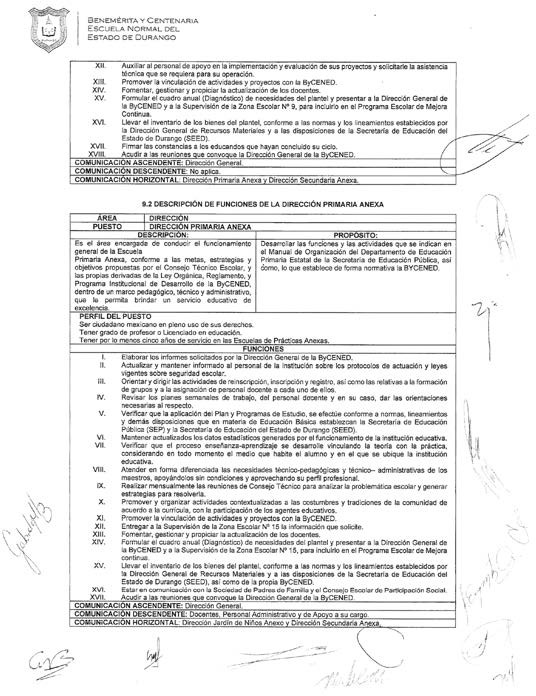 BENEMÉRITA Y CENTENARIA
ESCUELA NORMAL DEL
ESTADO DE DURANGO
XII. Auxiliar al personal de apoyo en la implementación y evaluación de sus proyectos y solicitarle la asistencia
técnica que se requiera para su operación.
XIII. Promover la vinculación de actividades y proyectos con la ByCENED.
XIV. Fomentar, gestionar y propiciar la actualización de los docentes.
XV. Formular el cuadro anual (Diagnóstico) de necesidades del plantel y presentar a la Dirección General de
la ByCENED y a la Supervisión de la Zona Escolar Nº 9, para incluirlo en el Programa Escolar de Mejora
Continua.
XVI. Llevar el inventario de los bienes del plantel, conforme a las normas y los lineamientos establecidos por
la Dirección General de Recursos Materiales y a las disposiciones de la Secretaría de Educación del
Estado de Durango (SEED).
XVII. Firmar las constancias a los educandos que hayan concluido su ciclo.
XVIII. Acudir a las reuniones que convoque la Dirección General de la ByCENED.
COMUNICACIÓN ASCENDENTE: Dirección General.
COMUNICACIÓN DESCENDENTE: No aplica.
COMUNICACIÓN HORIZONTAL: Dirección Primaria Anexa y Dirección Secundaria Anexa.
9.2 DESCRIPCIÓN DE FUNCIONES DE LA DIRECCIÓN PRIMARIA ANEXA
ÁREA DIRECCIÓN
PUESTO DIRECCIÓN PRIMARIA ANEXA
DESCRIPCIÓN: PROPÓSITO:
Es el área encargada de conducir el funcionamiento
general de la Escuela
Primaria Anexa, conforme a las metas, estrategias y
objetivos propuestas por el Consejo Técnico Escolar, y
las propias derivadas de la Ley Orgánica, Reglamento, y
Programa Institucional de Desarrollo de la ByCENED,
dentro de un marco pedagógico, técnico y administrativo,
que le permita brindar un servicio educativo de
excelencia.
Desarrollar las funciones y las actividades que se indican en
el Manual de Organización del Departamento de Educación
Primaria Estatal de la Secretaría de Educación Pública, así
como, lo que establece de forma normativa la BYCENED.
PERFIL DEL PUESTO
Ser ciudadano mexicano en pleno uso de sus derechos.
Tener grado de profesor o Licenciado en educación.
Tener por lo menos cinco años de servicio en las Escuelas de Prácticas Anexas.
FUNCIONES
I. Elaborar los informes solicitados por la Dirección General de la ByCENED.
II. Actualizar y mantener informado al personal de la Institución sobre los protocolos de actuación y leyes
vigentes sobre seguridad escolar.
III. Orientar y dirigir las actividades de reinscripción, inscripción y registro, así como las relativas a la formación
de grupos y a la asignación de personal docente a cada uno de ellos.
IV. Revisar los planes semanales de trabajo, del personal docente y en su caso, dar las orientaciones
necesarias al respecto.
V. Verificar que la aplicación del Plan y Programas de Estudio, se efectúe conforme a normas, lineamientos
y demás disposiciones que en materia de Educación Básica establezcan la Secretaría de Educación
Pública (SEP) y la Secretaría de Educación del Estado de Durango (SEED).
VI. Mantener actualizados los datos estadísticos generados por el funcionamiento de la institución educativa.
VII. Verificar que el proceso enseñanza-aprendizaje se desarrolle vinculando la teoría con la práctica,
considerando en todo momento el medio que habita el alumno y en el que se ubique la institución
educativa.
VIII. Atender en forma diferenciada las necesidades técnico-pedagógicas y técnico– administrativas de los
maestros, apoyándolos sin condiciones y aprovechando su perfil profesional.
IX. Realizar mensualmente las reuniones de Consejo Técnico para analizar la problemática escolar y generar
estrategias para resolverla.
X. Promover y organizar actividades contextualizadas a las costumbres y tradiciones de la comunidad de
acuerdo a la currícula, con la participación de los agentes educativos.
XI. Promover la vinculación de actividades y proyectos con la ByCENED.
XII. Entregar a la Supervisión de la Zona Escolar Nº 15 la información que solicite.
XIII. Fomentar, gestionar y propiciar la actualización de los docentes.
XIV. Formular el cuadro anual (Diagnóstico) de necesidades del plantel y presentar a la Dirección General de
la ByCENED y a la Supervisión de la Zona Escolar Nº 15, para incluirlo en el Programa Escolar de Mejora
continua.
XV. Llevar el inventario de los bienes del plantel, conforme a las normas y los lineamientos establecidos por
la Dirección General de Recursos Materiales y a las disposiciones de la Secretaría de Educación del
Estado de Durango (SEED), así como de la propia ByCENED.
XVI. Estar en comunicación con la Sociedad de Padres de Familia y el Consejo Escolar de Participación Social.
XVII. Acudir a las reuniones que convoque la Dirección General de la ByCENED.
COMUNICACIÓN ASCENDENTE: Dirección General.
COMUNICACIÓN DESCENDENTE: Docentes, Personal Administrativo y de Apoyo a su cargo.
COMUNICACIÓN HORIZONTAL: Dirección Jardín de Niños Anexo y Dirección Secundaria Anexa.